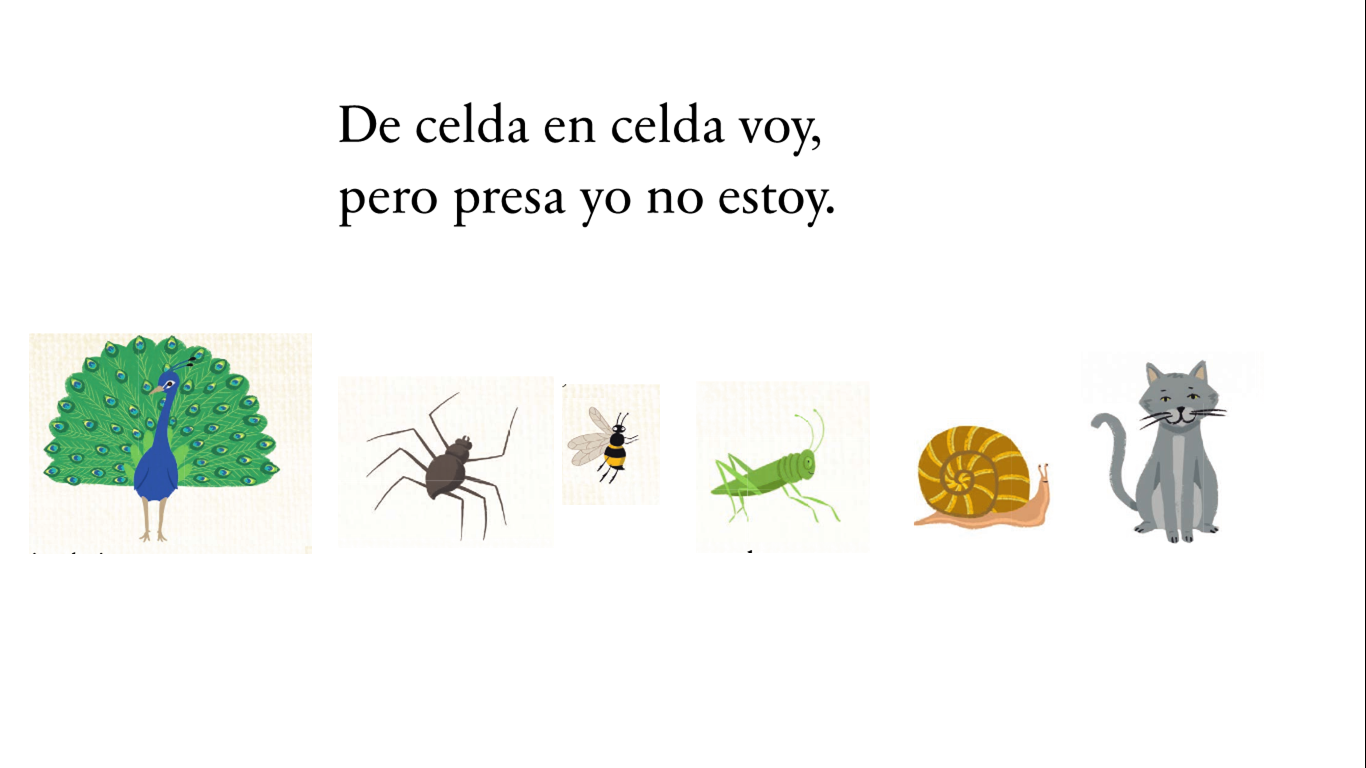 De celda en celda voy,
pero presa yo no estoy.